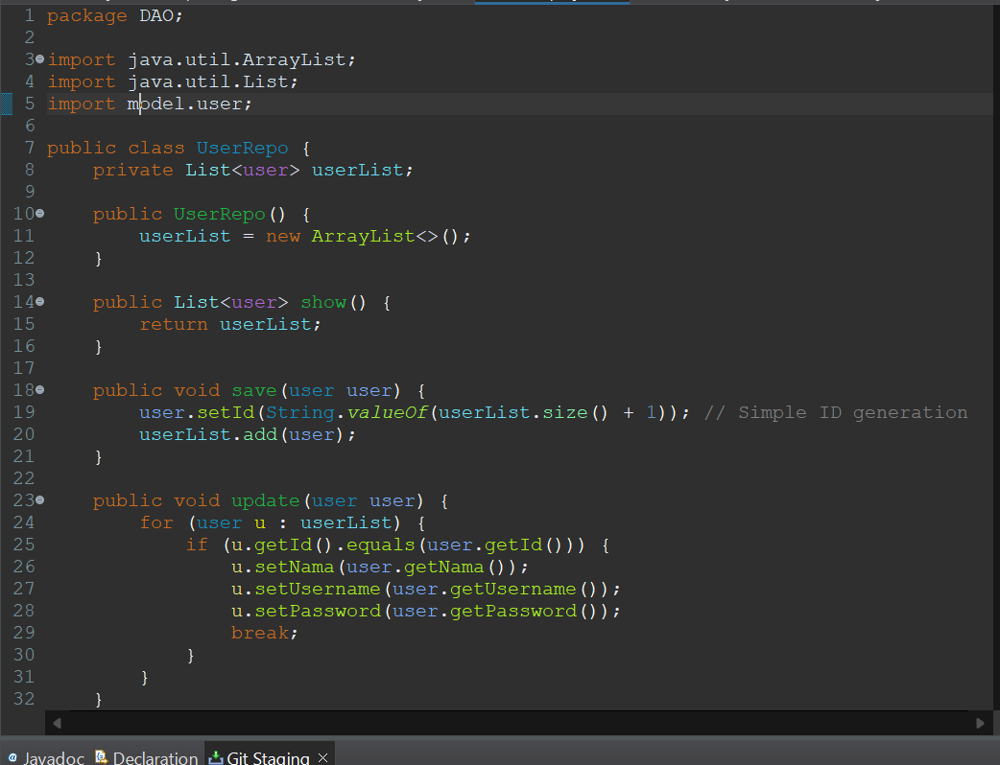 1 package DAO;
2
3 import java.util.ArrayList;
4 import java.util.List;
5 import model.user;
6
7 public class UserRepo {
8     private List<user> userList;
9
10     public UserRepo() {
11         userList = new ArrayList<>();
12     }
13
14     public List<user> show() {
15         return userList;
16     }
17
18     public void save(user user) {
19         user.setId(String.valueOf(userList.size() + 1)); // Simple ID generation
20         userList.add(user);
21     }
22
23     public void update(user user) {
24         for (user u : userList) {
25             if (u.getId().equals(user.getId())) {
26                 u.setNama(user.getNama());
27                 u.setUsername(user.getUsername());
28                 u.setPassword(user.getPassword());
29                 break;
30             }
31         }
32     }
@ Javadoc Declaration Git Staging ×